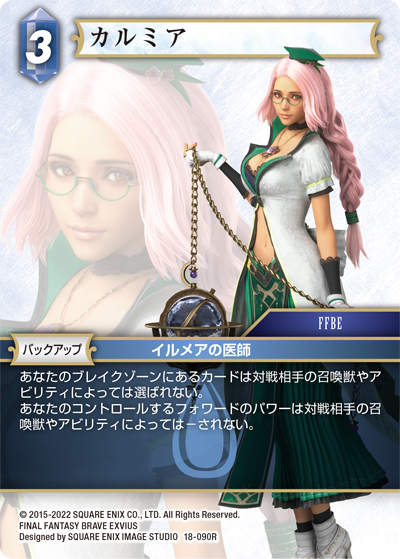 3
カルミア
FFBE
バックアップ
イルメアの医師
あなたのブレイクゾーンにあるカードは対戦相手の召喚獣やア
ビリティによっては選ばれない。
あなたのコントロールするフォワードのパワーは対戦相手の召
喚獣やアビリティによっては－されない。
© 2015-2022 SQUARE ENIX CO., LTD. All Rights Reserved.
FINAL FANTASY BRAVE EXVIUS
Designed by SQUARE ENIX IMAGE STUDIO 18-090R